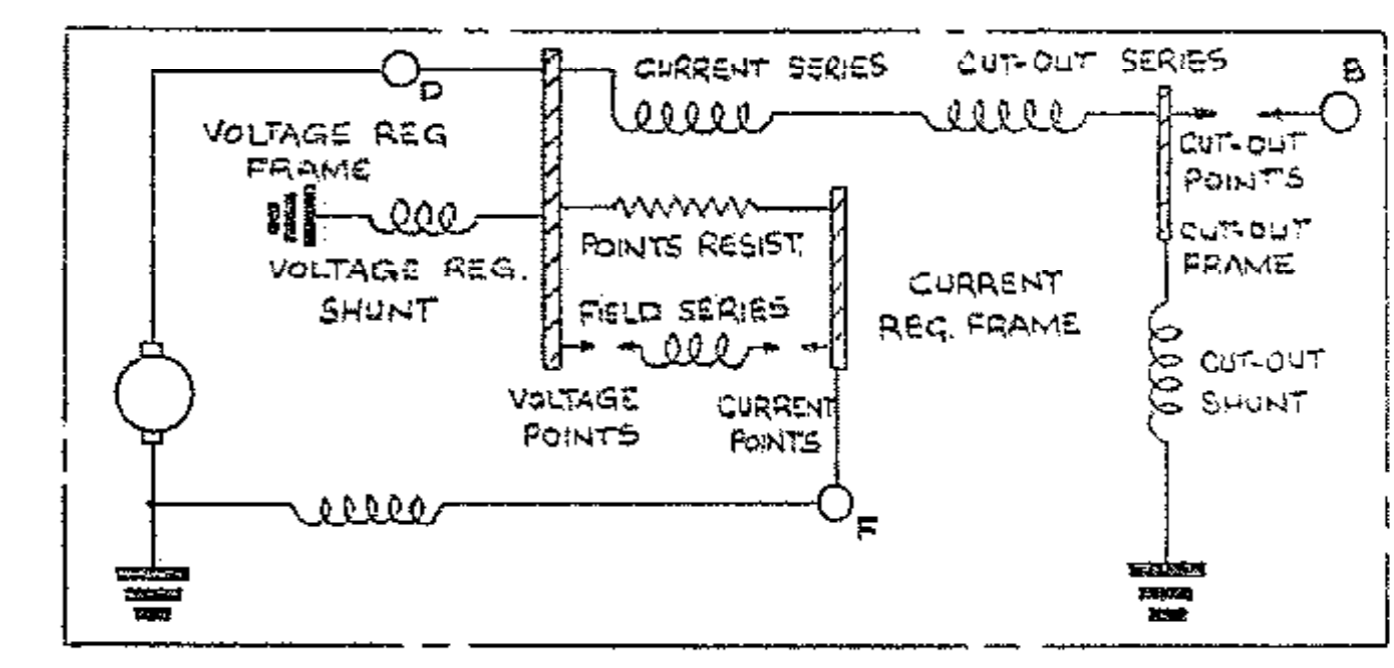 D
CURRENT SERIES
CUT-OUT SERIES
B
VOLTAGE REG
FRAME
CUT-OUT
POINTS
POINTS RESIST.
CUT-OUT
FRAME
VOLTAGE REG.
SHUNT
FIELD SERIES
CURRENT
REG. FRAME
CUT-OUT
SHUNT
VOLTAGE
POINTS
CURRENT
POINTS
F